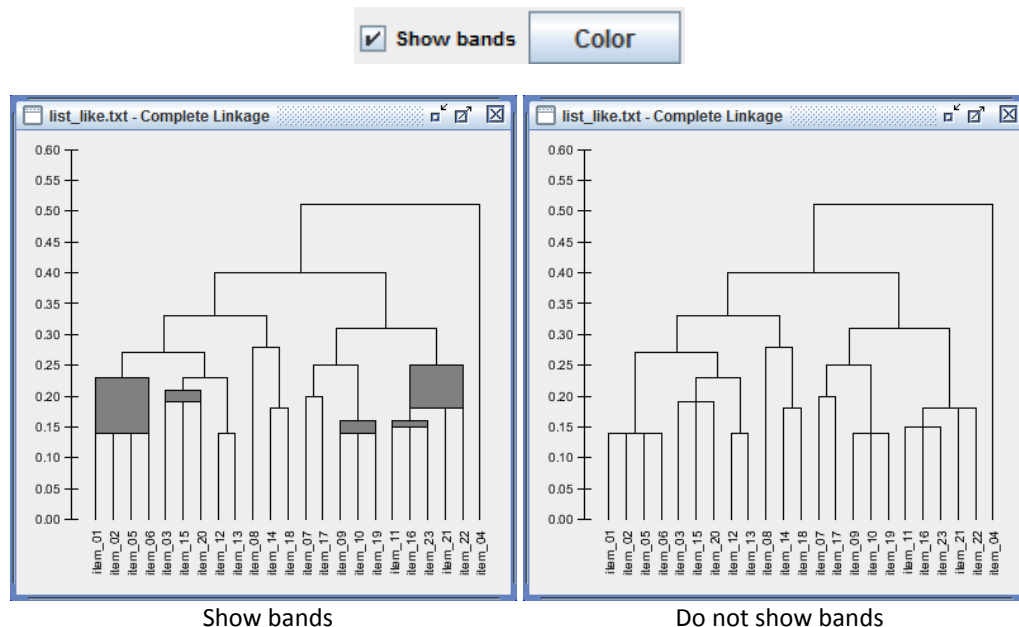 Show bands Color
list_like.txt - Complete Linkage
0.60
0.55
0.50
0.45
0.40
0.35
0.30
0.25
0.20
0.15
0.10
0.05
0.00
item_01
item_02
item_05
item_06
item_03
item_15
item_20
item_12
item_13
item_08
item_14
item_18
item_07
item_17
item_09
item_10
item_19
item_11
item_16
item_23
item_21
item_22
item_04
Show bands
list_like.txt - Complete Linkage
0.60
0.55
0.50
0.45
0.40
0.35
0.30
0.25
0.20
0.15
0.10
0.05
0.00
item_01
item_02
item_05
item_06
item_03
item_15
item_20
item_12
item_13
item_08
item_14
item_18
item_07
item_17
item_09
item_10
item_19
item_11
item_16
item_23
item_21
item_22
item_04
Do not show bands